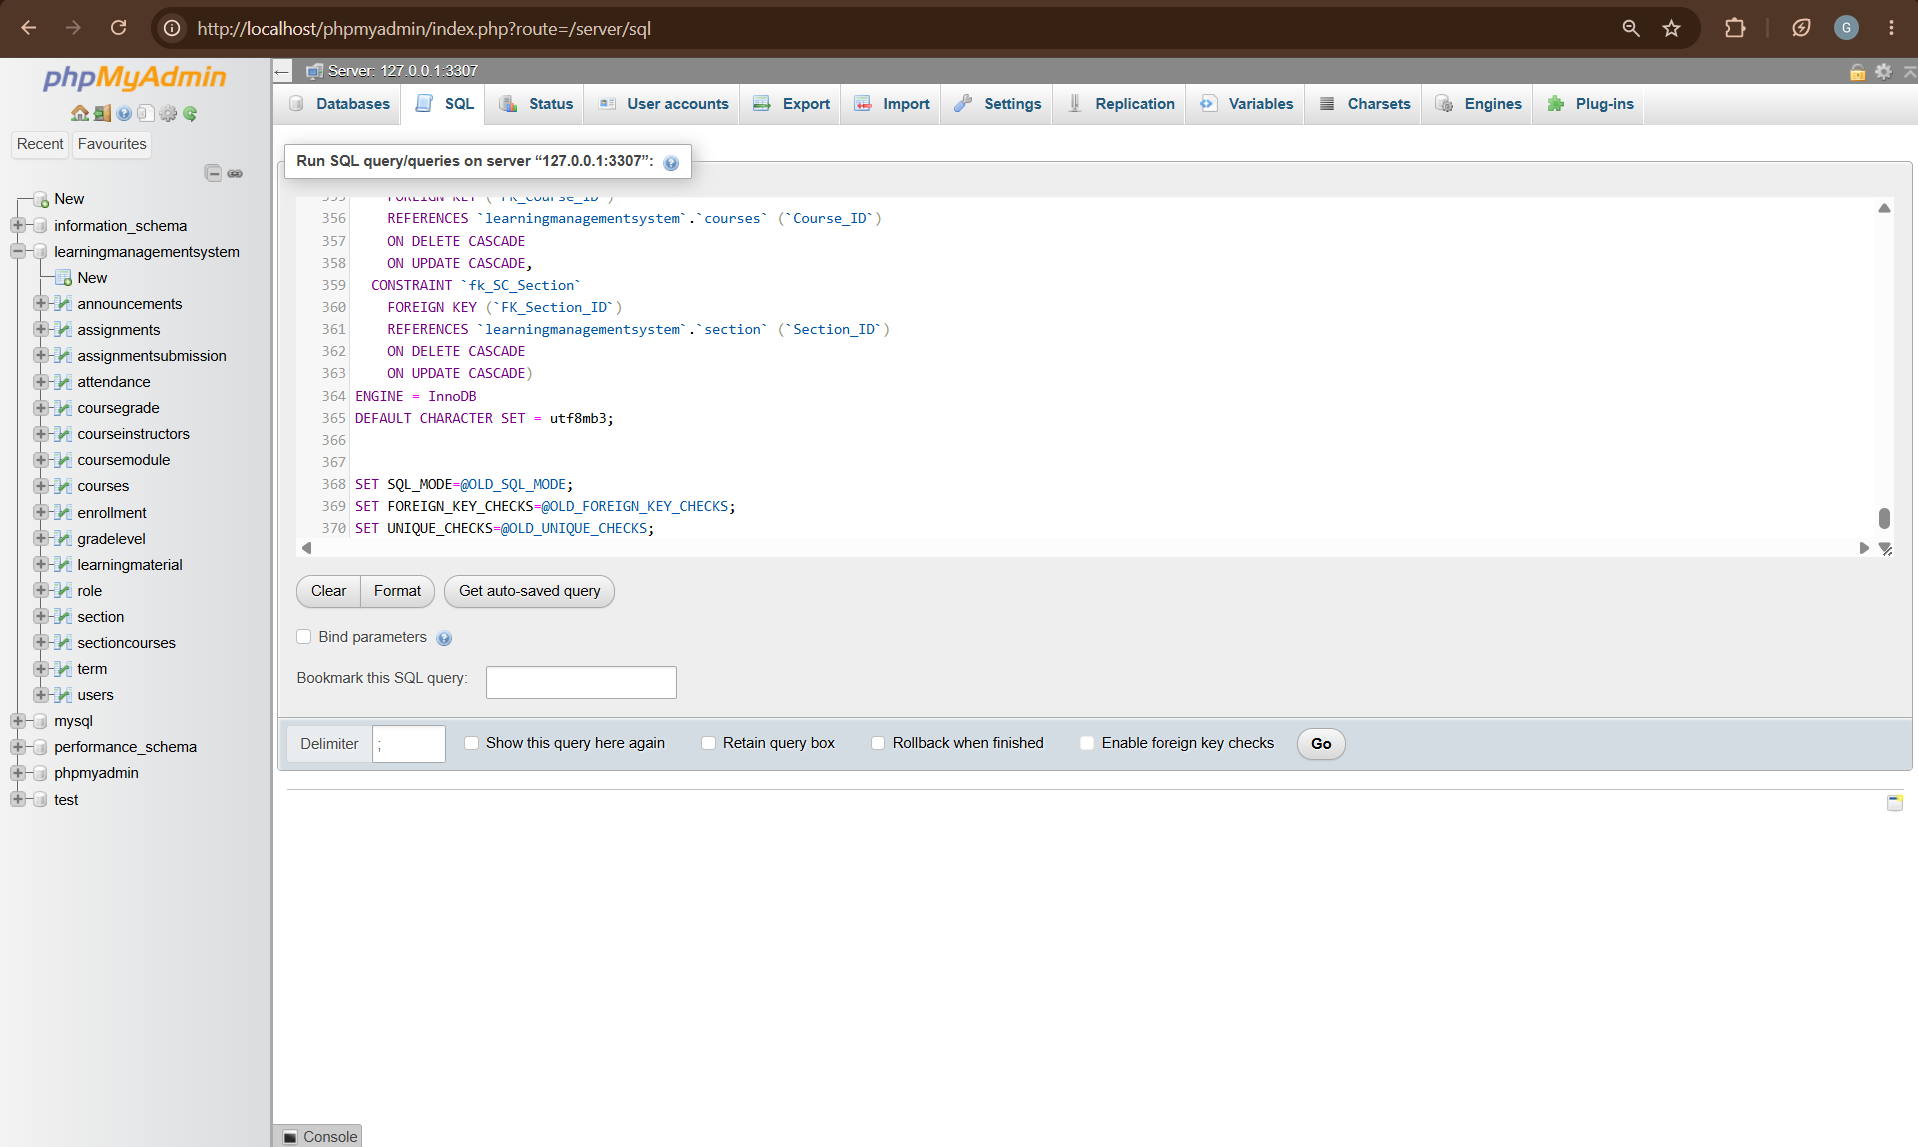 http://localhost/phpmyadmin/index.php?route=/server/sql
G
phpMyAdmin
Recent
Favourites
New
information_schema
learningmanagementsystem
New
announcements
assignments
assignmentsubmission
attendance
coursegrade
courseinstructors
coursemodule
courses
enrollment
gradelevel
learningmaterial
role
section
sectioncourses
term
users
mysql
performance_schema
phpmyadmin
test
Server: 127.0.0.1:3307
Databases
SQL
Status
User accounts
Export
Import
Settings
Replication
Variables
Charsets
Engines
Plug-ins
Run SQL query/queries on server “127.0.0.1:3307”:
355 FOREIGN KEY (`FK_Course_ID`)
356 REFERENCES `learningmanagementsystem`.`courses` (`Course_ID`)
357 ON DELETE CASCADE
358 ON UPDATE CASCADE,
359 CONSTRAINT `fk_SC_Section`
360 FOREIGN KEY (`FK_Section_ID`)
361 REFERENCES `learningmanagementsystem`.`section` (`Section_ID`)
362 ON DELETE CASCADE
363 ON UPDATE CASCADE)
364 ENGINE = InnoDB
365 DEFAULT CHARACTER SET = utf8mb3;
366
367
368 SET SQL_MODE=@OLD_SQL_MODE;
369 SET FOREIGN_KEY_CHECKS=@OLD_FOREIGN_KEY_CHECKS;
370 SET UNIQUE_CHECKS=@OLD_UNIQUE_CHECKS;
Clear
Format
Get auto-saved query
Bind parameters
Bookmark this SQL query:
Delimiter
;
Show this query here again
Retain query box
Rollback when finished
Enable foreign key checks
Go
Console